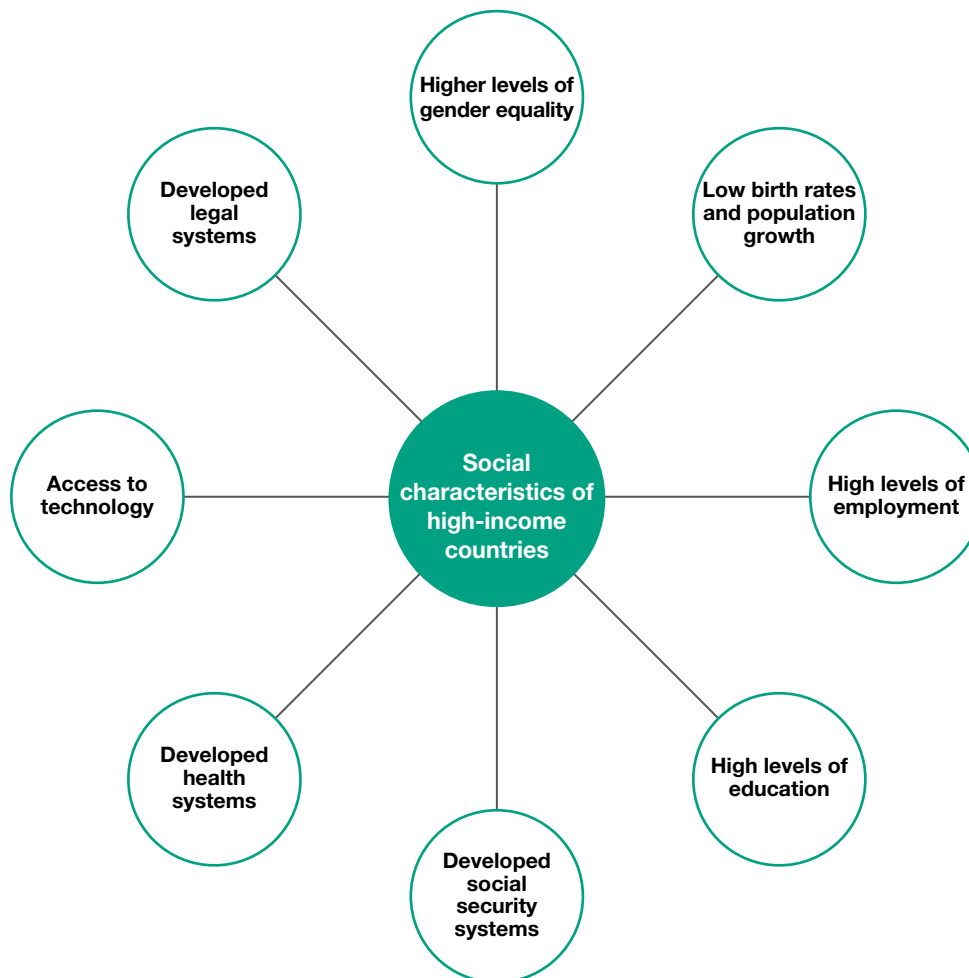 Higher levels of
gender equality
Developed
legal
systems
Low birth rates
and population
growth
Access to
technology
Social
characteristics of
high-income
countries
High levels of
employment
Developed
health
systems
High levels of
education
Developed
social
security
systems